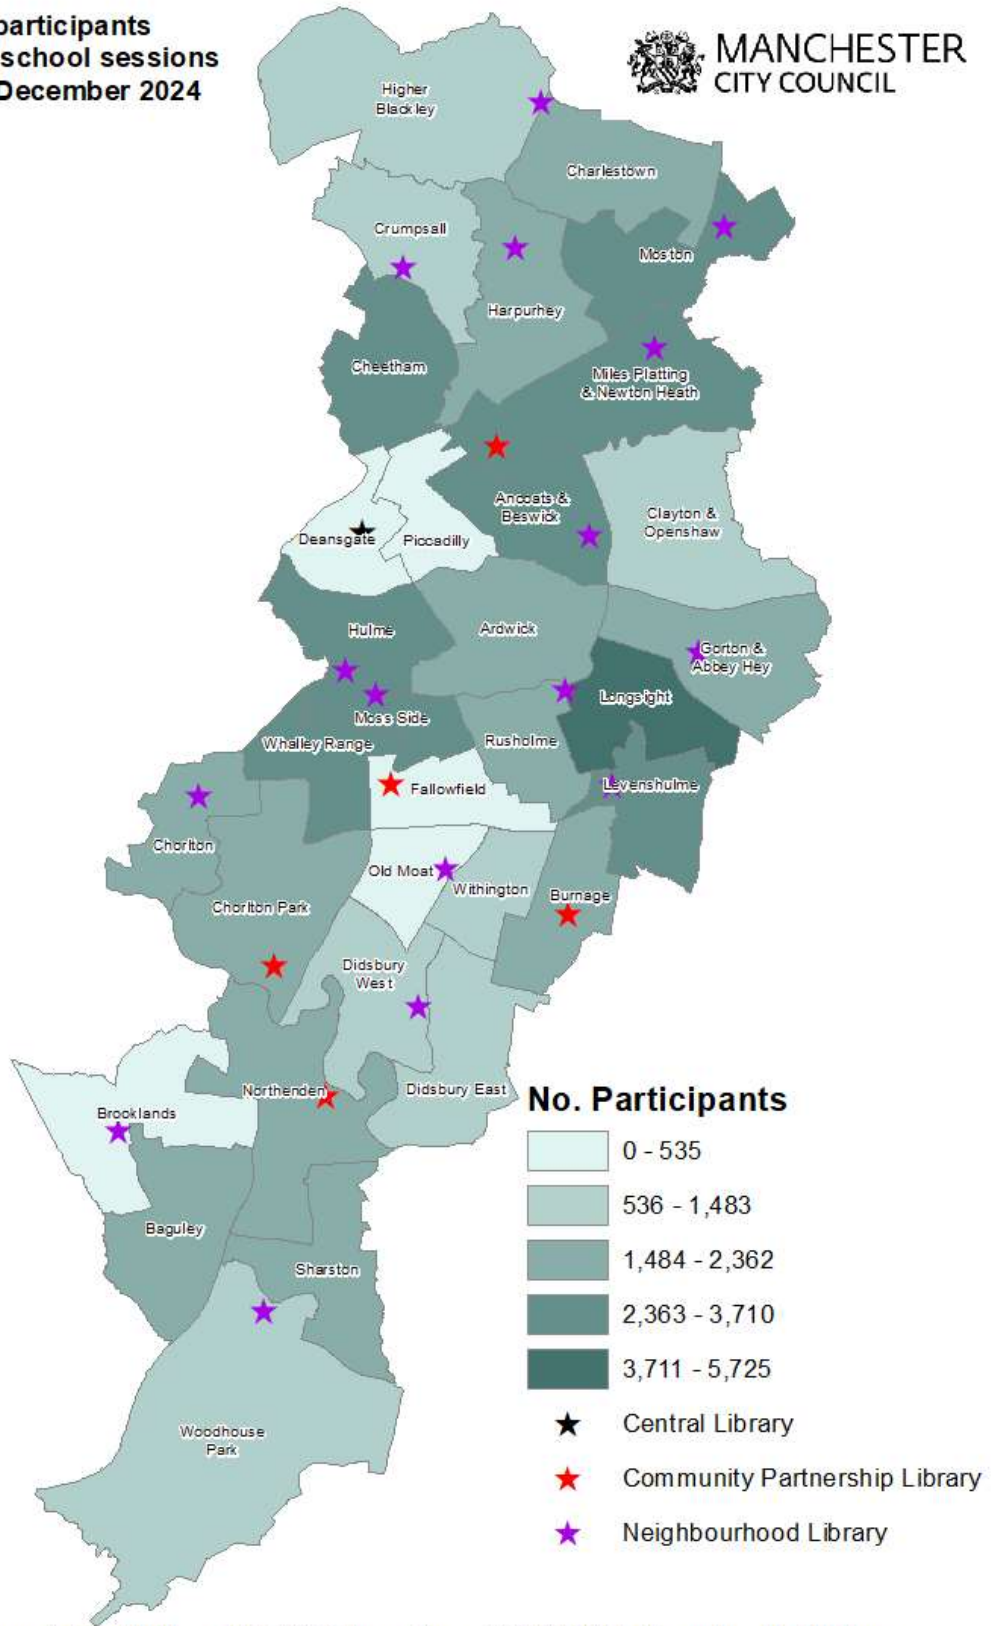 participants
school sessions
December 2024
MANCHESTER
CITY COUNCIL
Higher
Blackley
Charlestown
Crumpsall
Moston
Harpurhey
Cheetham
Miles Platting
& Newton Heath
Ancoats &
Beswick
Clayton &
Openshaw
Deansgate
Piccadilly
Hulme
Ardwick
Gorton &
Abbey Hey
Longsight
Moss Side
Whalley Range
Rusholme
Fallowfield
Levenshulme
Chorlton
Old Moat
Withington
Burnage
Chorlton Park
Didsbury
West
Northenden
Didsbury East
Brooklands
Baguley
Sharston
Woodhouse
Park
No. Participants
0 - 535
536 - 1,483
1,484 - 2,362
2,363 - 3,710
3,711 - 5,725
Central Library
Community Partnership Library
Neighbourhood Library